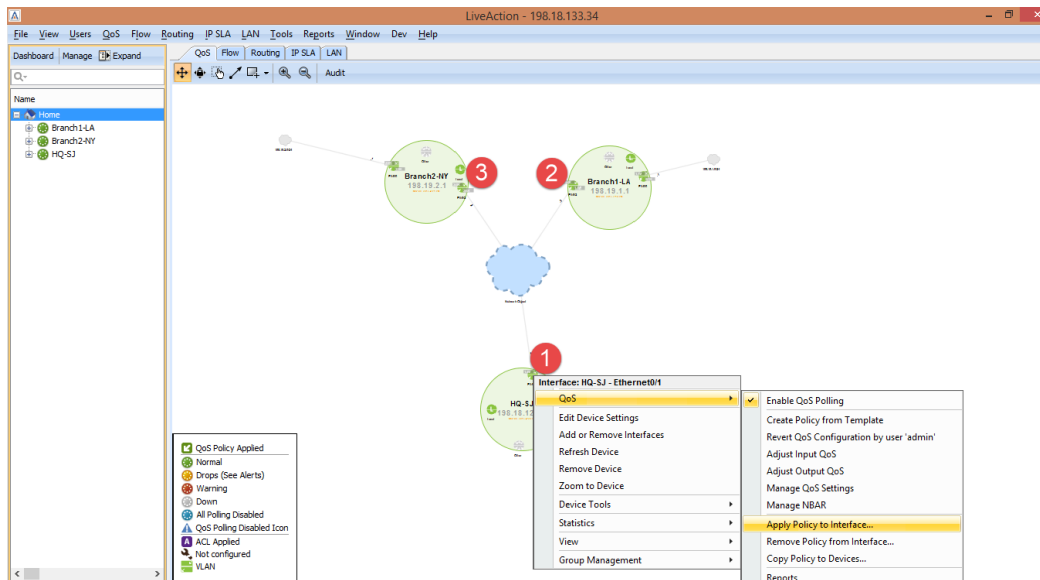 LiveAction - 198.18.133.34
File View Users QoS Flow Routing IP SLA LAN Tools Reports Window Dev Help
Dashboard Manage Expand
QoS Flow Routing IP SLA LAN
Audit
Name
Home
Branch1-LA
Branch2-NY
HQ-SJ
Branch2-NY
198.19.2.1
3
2
Branch1-LA
198.19.1.1
1
HQ-SJ
Interface: HQ-SJ - Ethernet0/1
QoS
Edit Device Settings
Add or Remove Interfaces
Refresh Device
Remove Device
Zoom to Device
Device Tools
Statistics
View
Group Management
Enable QoS Polling
Create Policy from Template
Revert QoS Configuration by user 'admin'
Adjust Input QoS
Adjust Output QoS
Manage QoS Settings
Manage NBAR
Apply Policy to Interface...
Remove Policy from Interface...
Copy Policy to Devices...
Reports
QoS Policy Applied
Normal
Drops (See Alerts)
Warning
Down
All Polling Disabled
QoS Polling Disabled Icon
A ACL Applied
Not configured
VLAN